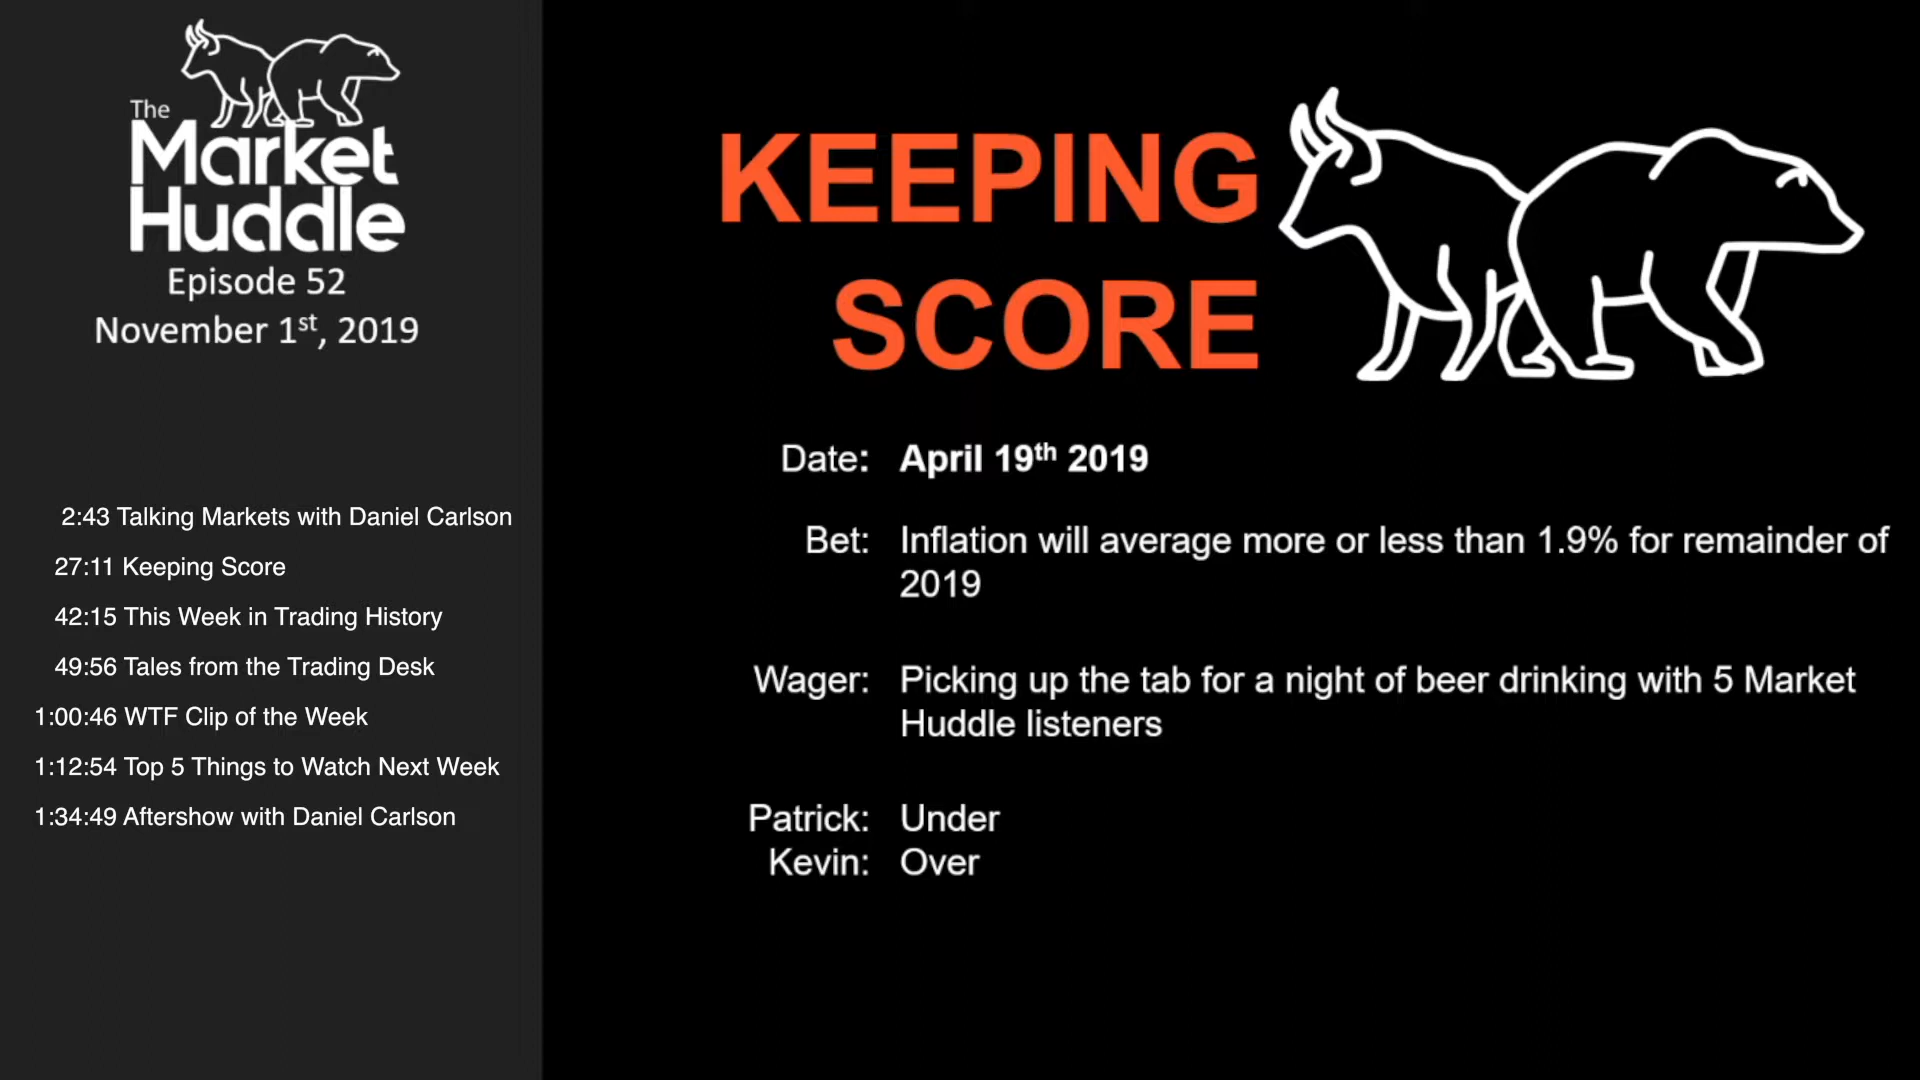 The
Market
Huddle
Episode 52
November 1st, 2019
2:43 Talking Markets with Daniel Carlson
27:11 Keeping Score
42:15 This Week in Trading History
49:56 Tales from the Trading Desk
1:00:46 WTF Clip of the Week
1:12:54 Top 5 Things to Watch Next Week
1:34:49 Aftershow with Daniel Carlson
KEEPING
SCORE
Date: April 19th 2019
Bet: Inflation will average more or less than 1.9% for remainder of
2019
Wager: Picking up the tab for a night of beer drinking with 5 Market
Huddle listeners
Patrick: Under
Kevin: Over